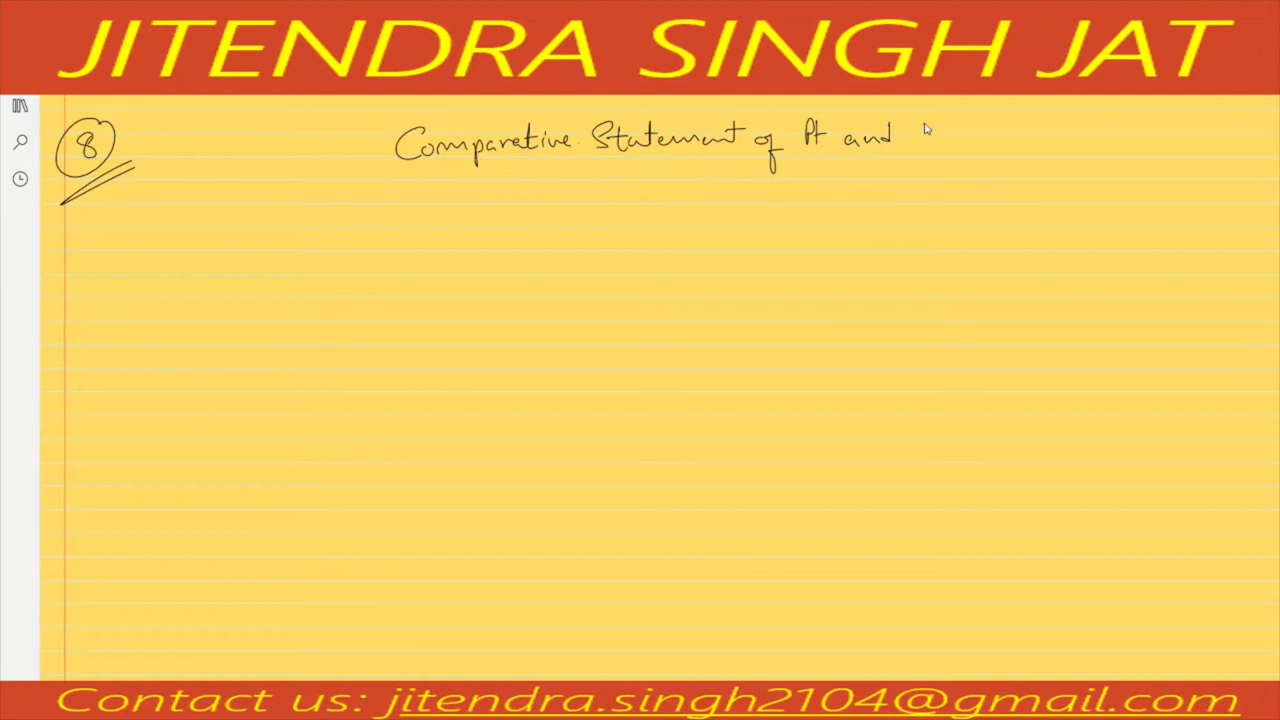 JITENDRA SINGH JAT
8
Comparative Statement of Pt and
Contact us: jitendra.singh2104@gmail.com